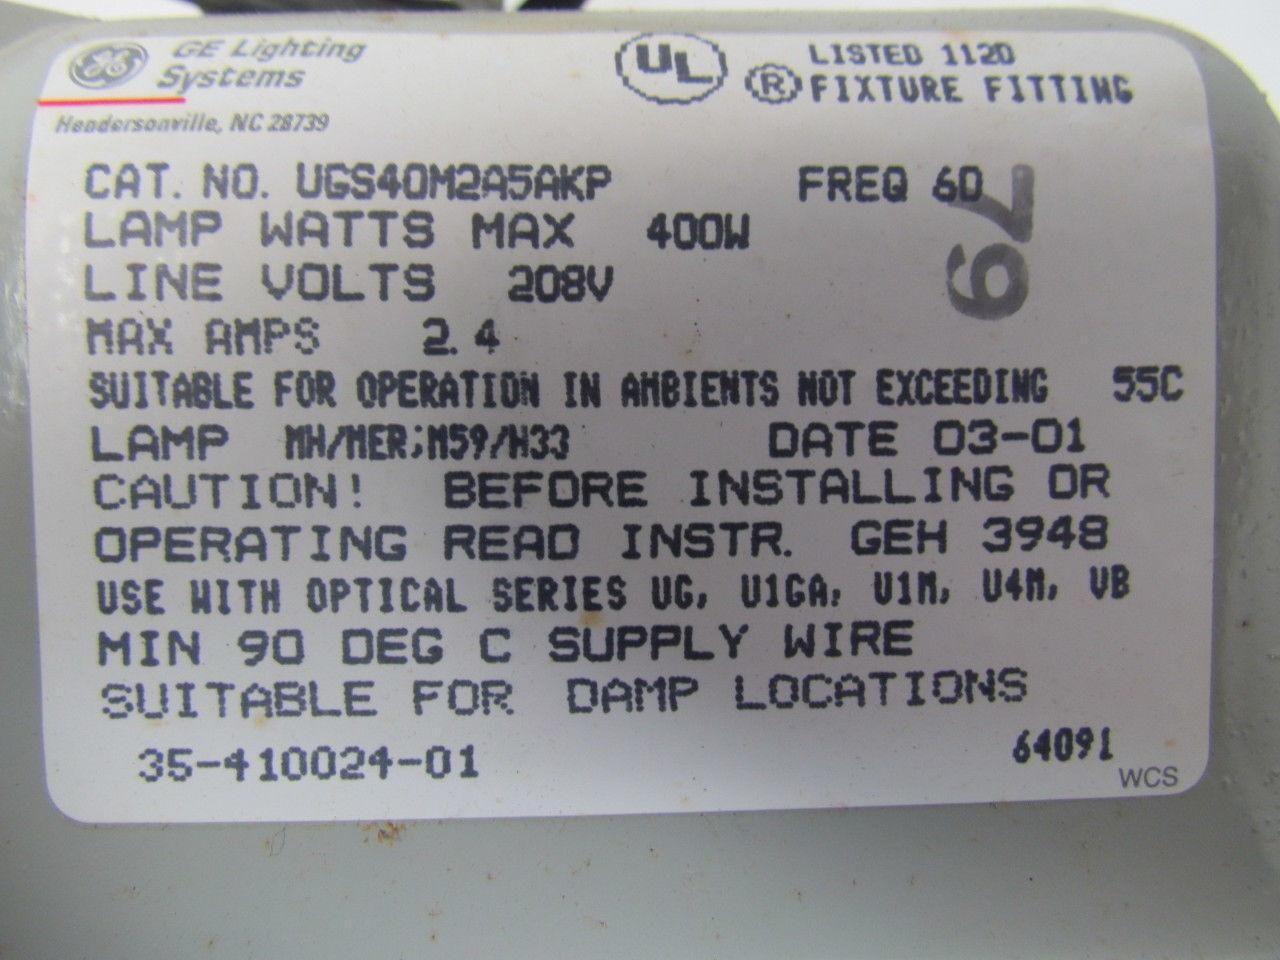 GE Lighting
Systems
Hendersonville, NC 28739
UL
® LISTED 112D
FIXTURE FITTING
CAT. NO. UGS40M2A5AKP FREQ 60
79
LAMP WATTS MAX 400W
LINE VOLTS 208V
MAX AMPS 2.4
SUITABLE FOR OPERATION IN AMBIENTS NOT EXCEEDING 55C
LAMP MH/MER;M59/H33 DATE 03-01
CAUTION! BEFORE INSTALLING OR
OPERATING READ INSTR. GEH 3948
USE WITH OPTICAL SERIES UG, U1GA, U1M, U4M, UB
MIN 90 DEG C SUPPLY WIRE
SUITABLE FOR DAMP LOCATIONS
35-410024-01
64091
WCS